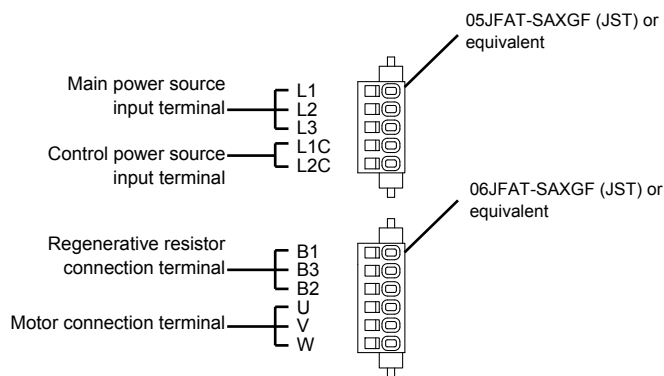 05JFAT-SAXGF (JST) or
equivalent
Main power source
input terminal
L1
L2
L3
Control power source
input terminal
L1C
L2C
06JFAT-SAXGF (JST) or
equivalent
Regenerative resistor
connection terminal
B1
B3
B2
Motor connection terminal
U
V
W